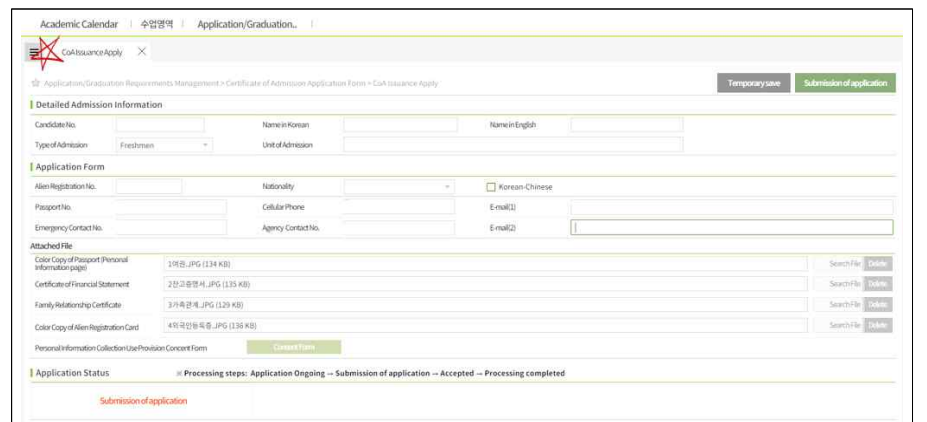 Academic Calendar 수업영역 Application/Graduation..
CoA Issuance Apply
Application/Graduation Requirements Management > Certificate of Admission Application Form > CoA Issuance Apply
Temporary save Submission of application
Detailed Admission Information
Candidate No. Name in Korean Name in English
Type of Admission Freshmen Unit of Admission
Application Form
Alien Registration No. Nationality Korean-Chinese
Passport No. Cellular Phone E-mail(1)
Emergency Contact No. Agency Contact No. E-mail(2)
Attached File
Color Copy of Passport (Personal
Information page) 1여권.JPG (134 KB) Search File Delete
Certificate of Financial Statement 2잔고증명서.JPG (135 KB) Search File Delete
Family Relationship Certificate 3가족관계.JPG (129 KB) Search File Delete
Color Copy of Alien Registration Card 4외국인등록증.JPG (136 KB) Search File Delete
Personal Information Collection Use Provision Concent Form Consent Form
Application Status ※ Processing steps: Application Ongoing → Submission of application → Accepted → Processing completed
Submission of application